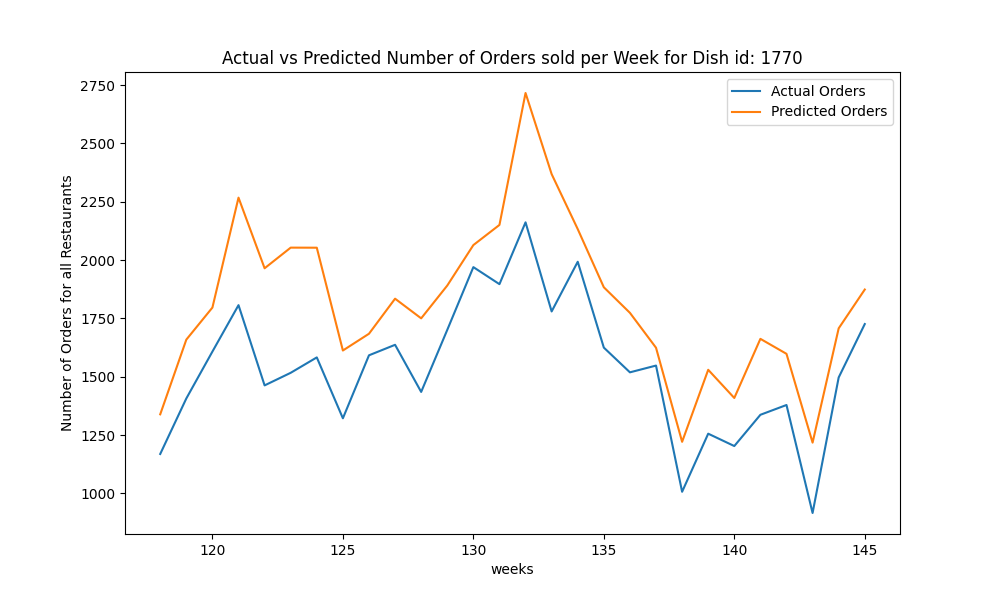 Actual vs Predicted Number of Orders sold per Week for Dish id: 1770
Actual Orders
Predicted Orders
Number of Orders for all Restaurants
2750
2500
2250
2000
1750
1500
1250
1000
120 125 130 135 140 145
weeks